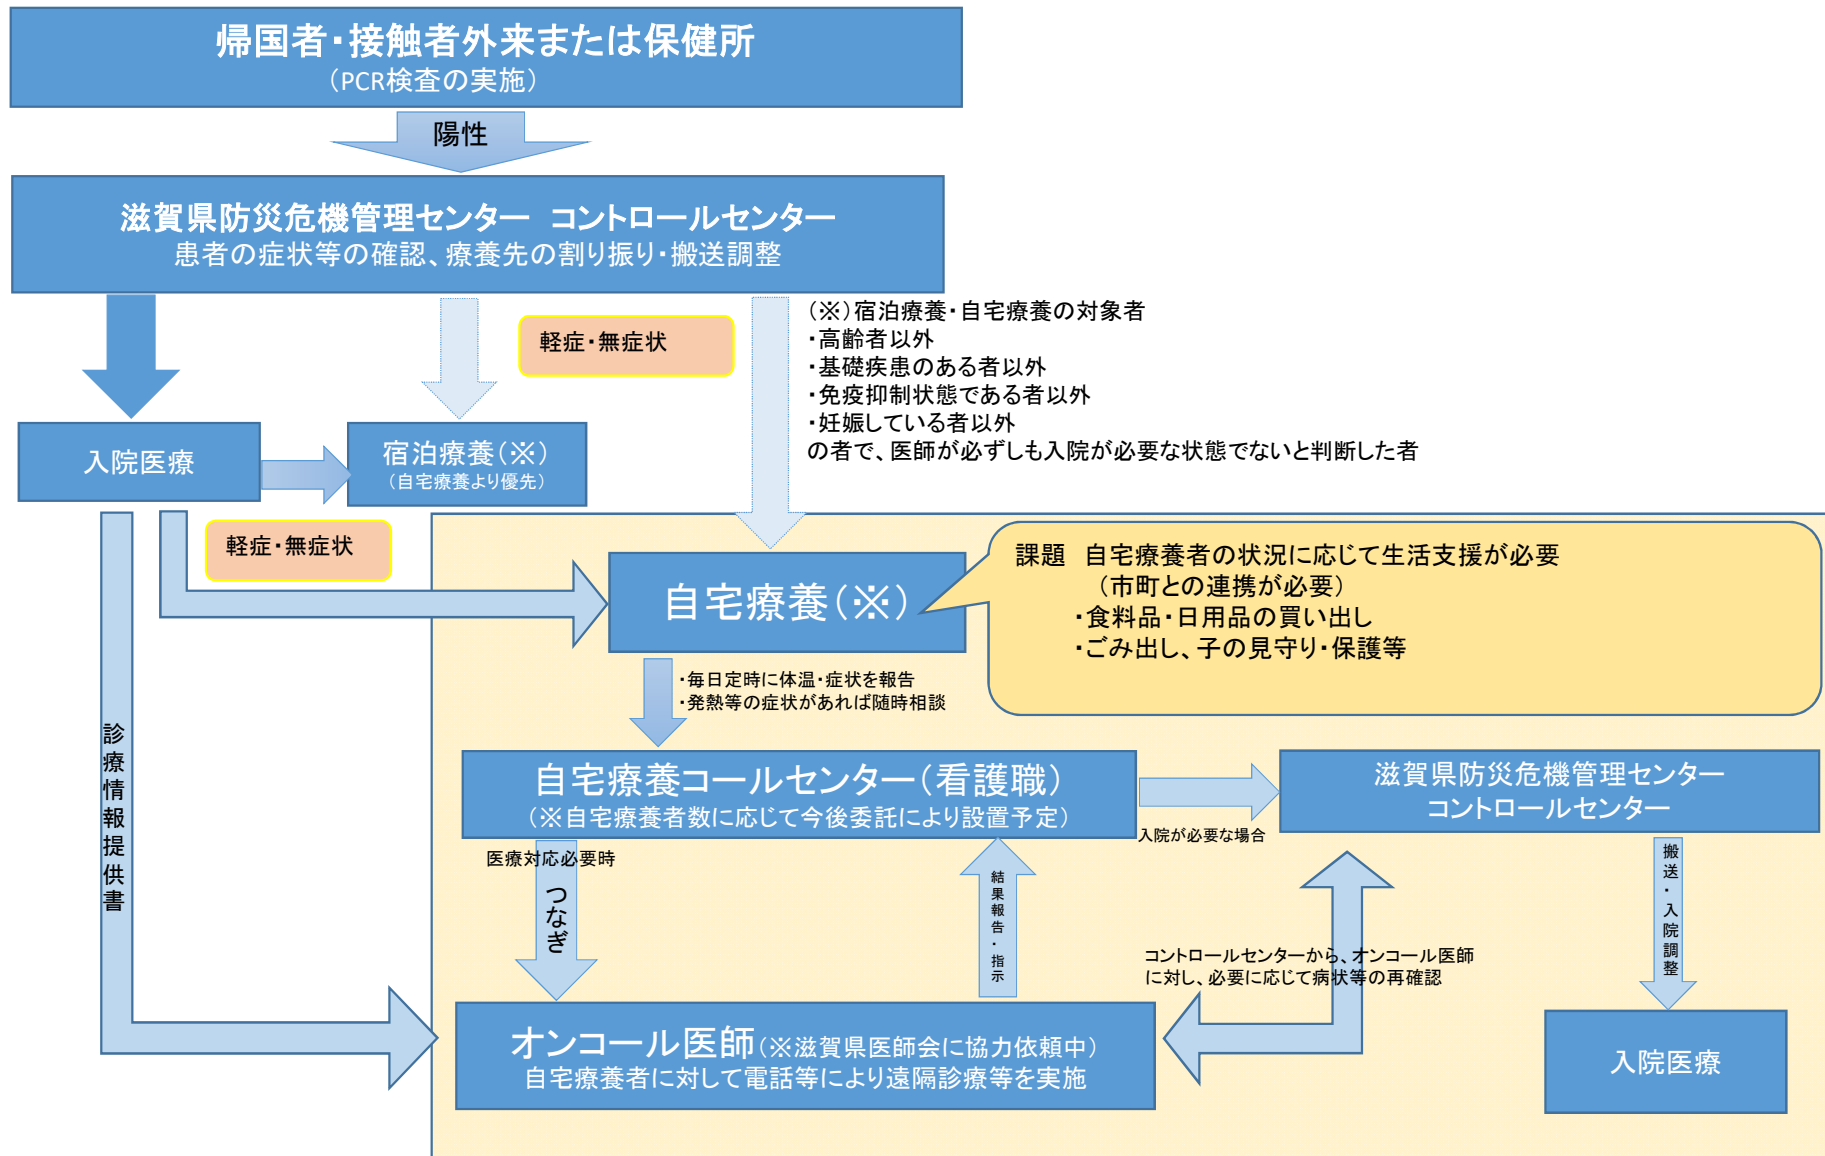 帰国者・接触者外来または保健所
（PCR検査の実施）
陽性
滋賀県防災危機管理センター コントロールセンター
患者の症状等の確認、療養先の割り振り・搬送調整
軽症・無症状
（※）宿泊療養・自宅療養の対象者
・高齢者以外
・基礎疾患のある者以外
・免疫抑制状態である者以外
・妊娠している者以外
の者で、医師が必ずしも入院が必要な状態でないと判断した者
入院医療
宿泊療養（※）
（自宅療養より優先）
軽症・無症状
自宅療養（※）
課題 自宅療養者の状況に応じて生活支援が必要
（市町との連携が必要）
・食料品・日用品の買い出し
・ごみ出し、子の見守り・保護等
・毎日定時に体温・症状を報告
・発熱等の症状があれば随時相談
診療情報提供書
自宅療養コールセンター（看護職）
（※自宅療養者数に応じて今後委託により設置予定）
入院が必要な場合
滋賀県防災危機管理センター
コントロールセンター
医療対応必要時
つなぎ
結果報告・指示
搬送・入院調整
コントロールセンターから、オンコール医師
に対し、必要に応じて病状等の再確認
オンコール医師（※滋賀県医師会に協力依頼中）
自宅療養者に対して電話等により遠隔診療等を実施
入院医療